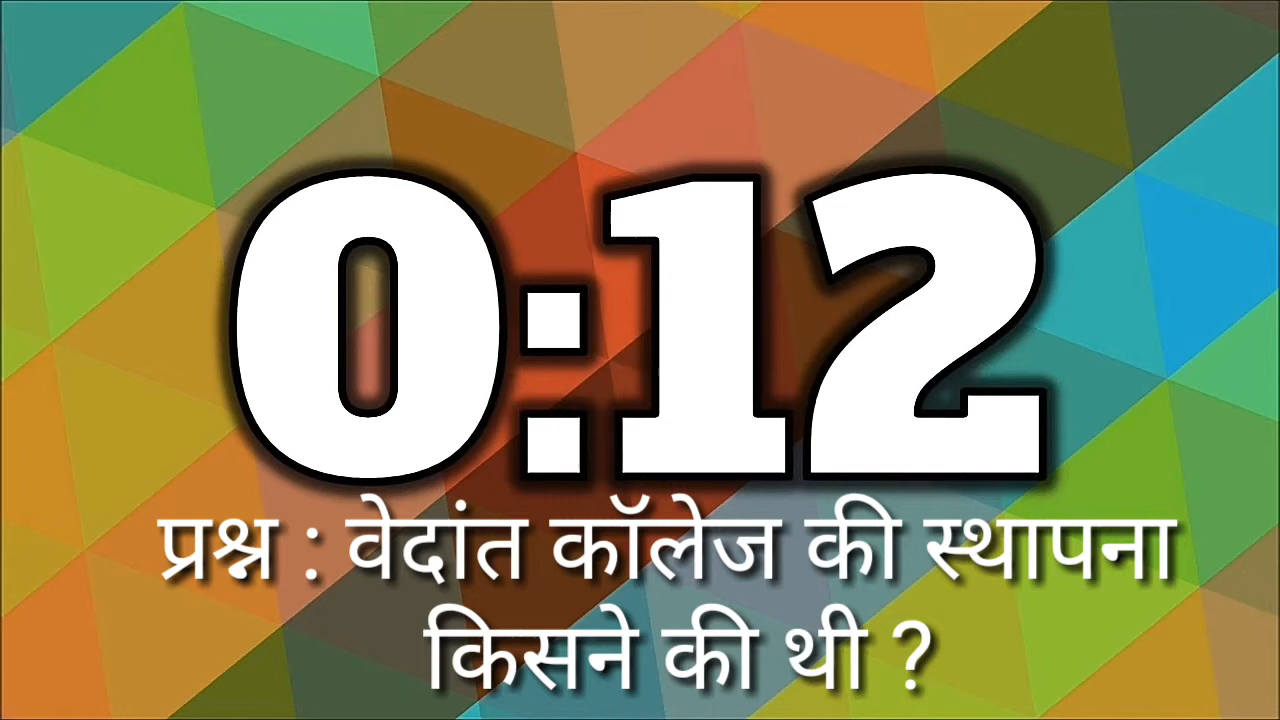 0:12
प्रश्न : वेदांत कॉलेज की स्थापना
किसने की थी ?